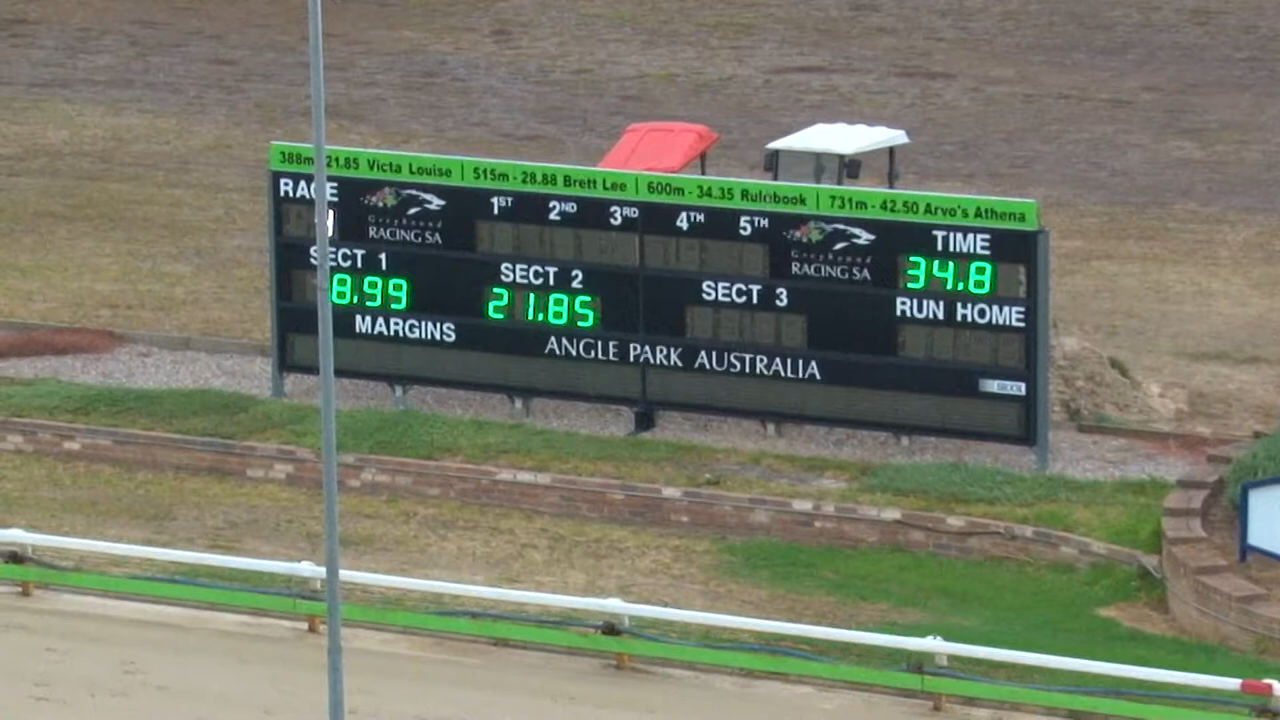 388m 21.85 Victa Louise | 515m - 28.88 Brett Lee | 600m - 34.35 Rulebook | 731m - 42.50 Arvo's Athena
RACE
4
Greyhound
RACING SA
1ST 2ND 3RD 4TH 5TH
Greyhound
RACING SA
TIME
34.8
SECT 1
8.99
SECT 2
21.85
SECT 3
RUN HOME
MARGINS
ANGLE PARK AUSTRALIA